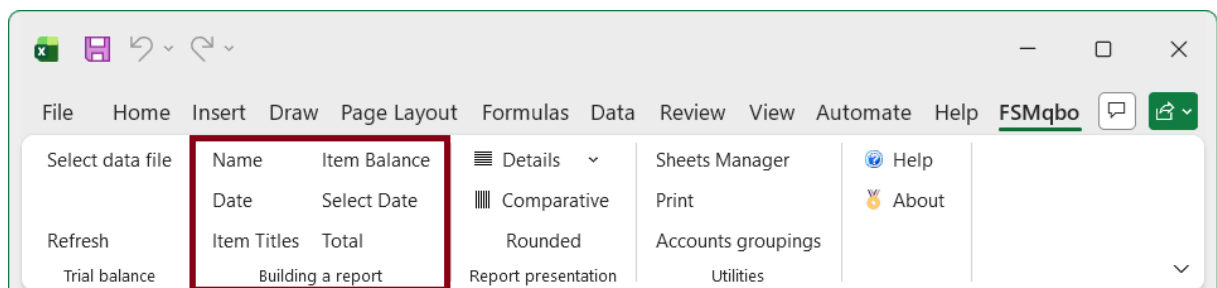 File Home Insert Draw Page Layout Formulas Data Review View Automate Help FSMqbo
Select data file Name Item Balance Details Sheets Manager Help
Date Select Date Comparative Print About
Refresh Item Titles Total Rounded Accounts groupings
Trial balance Building a report Report presentation Utilities